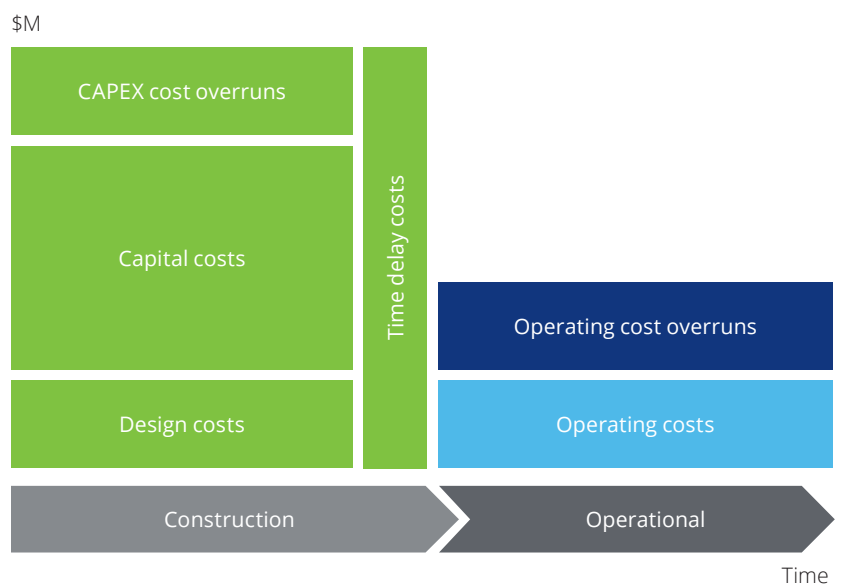 $M
CAPEX cost overruns
Capital costs
Time delay costs
Operating cost overruns
Design costs
Operating costs
Construction
Operational
Time